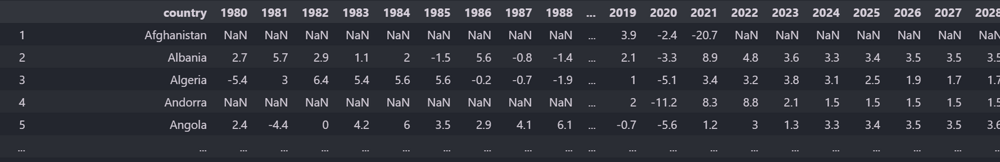 country 1980 1981 1982 1983 1984 1985 1986 1987 1988 ... 2019 2020 2021 2022 2023 2024 2025 2026 2027 2028
1 Afghanistan NaN NaN NaN NaN NaN NaN NaN NaN NaN ... 3.9 -2.4 -20.7 NaN NaN NaN NaN NaN NaN NaN
2 Albania 2.7 5.7 2.9 1.1 2 -1.5 5.6 -0.8 -1.4 ... 2.1 -3.3 8.9 4.8 3.6 3.3 3.4 3.5 3.5 3.5
3 Algeria -5.4 3 6.4 5.4 5.6 5.6 -0.2 -0.7 -1.9 ... 1 -5.1 3.4 3.2 3.8 3.1 2.5 1.9 1.7 1.7
4 Andorra NaN NaN NaN NaN NaN NaN NaN NaN NaN ... 2 -11.2 8.3 8.8 2.1 1.5 1.5 1.5 1.5 1.5
5 Angola 2.4 -4.4 0 4.2 6 3.5 2.9 4.1 6.1 ... -0.7 -5.6 1.2 3 1.3 3.3 3.4 3.5 3.5 3.6
... ... ... ... ... ... ... ... ... ... ... ... ... ... ... ... ... ... ... ... ... ... ...